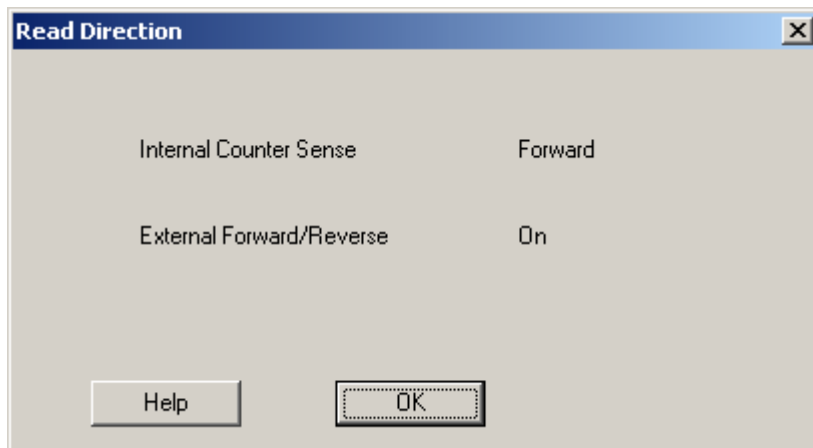 Read Direction
Internal Counter Sense Forward
External Forward/Reverse On
Help OK